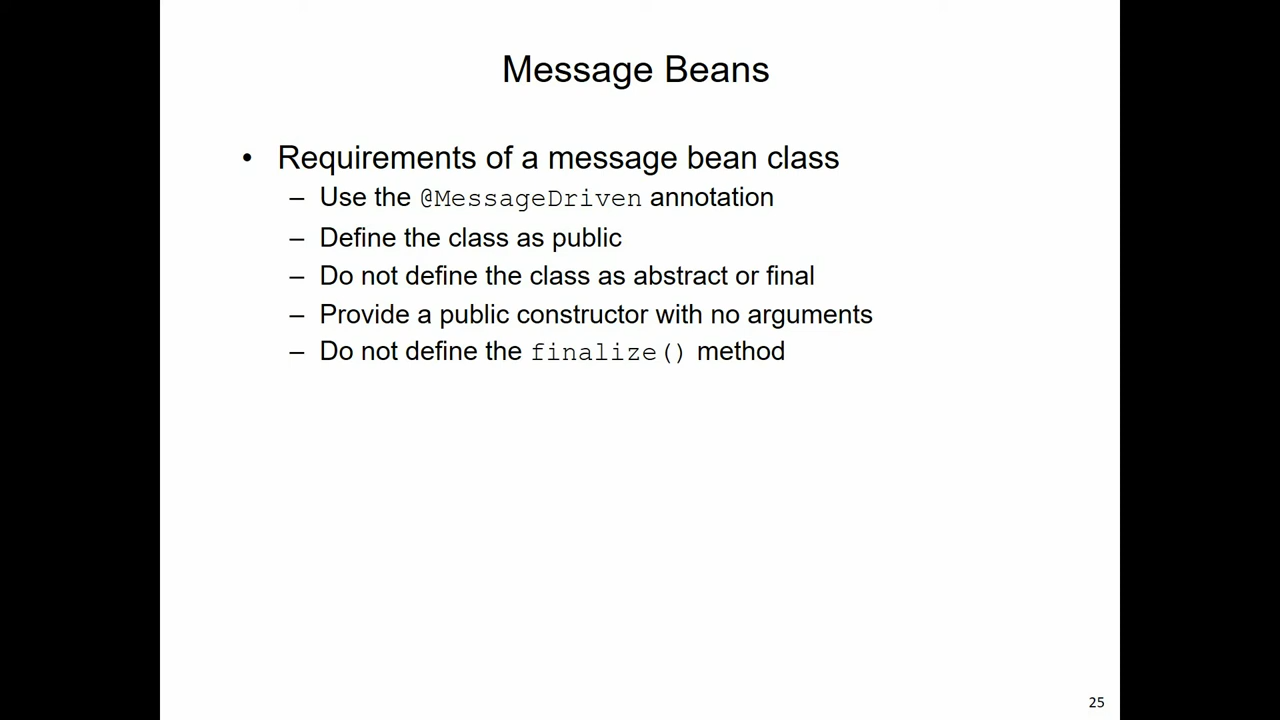 Message Beans
• Requirements of a message bean class
– Use the @MessageDriven annotation
– Define the class as public
– Do not define the class as abstract or final
– Provide a public constructor with no arguments
– Do not define the finalize() method
25